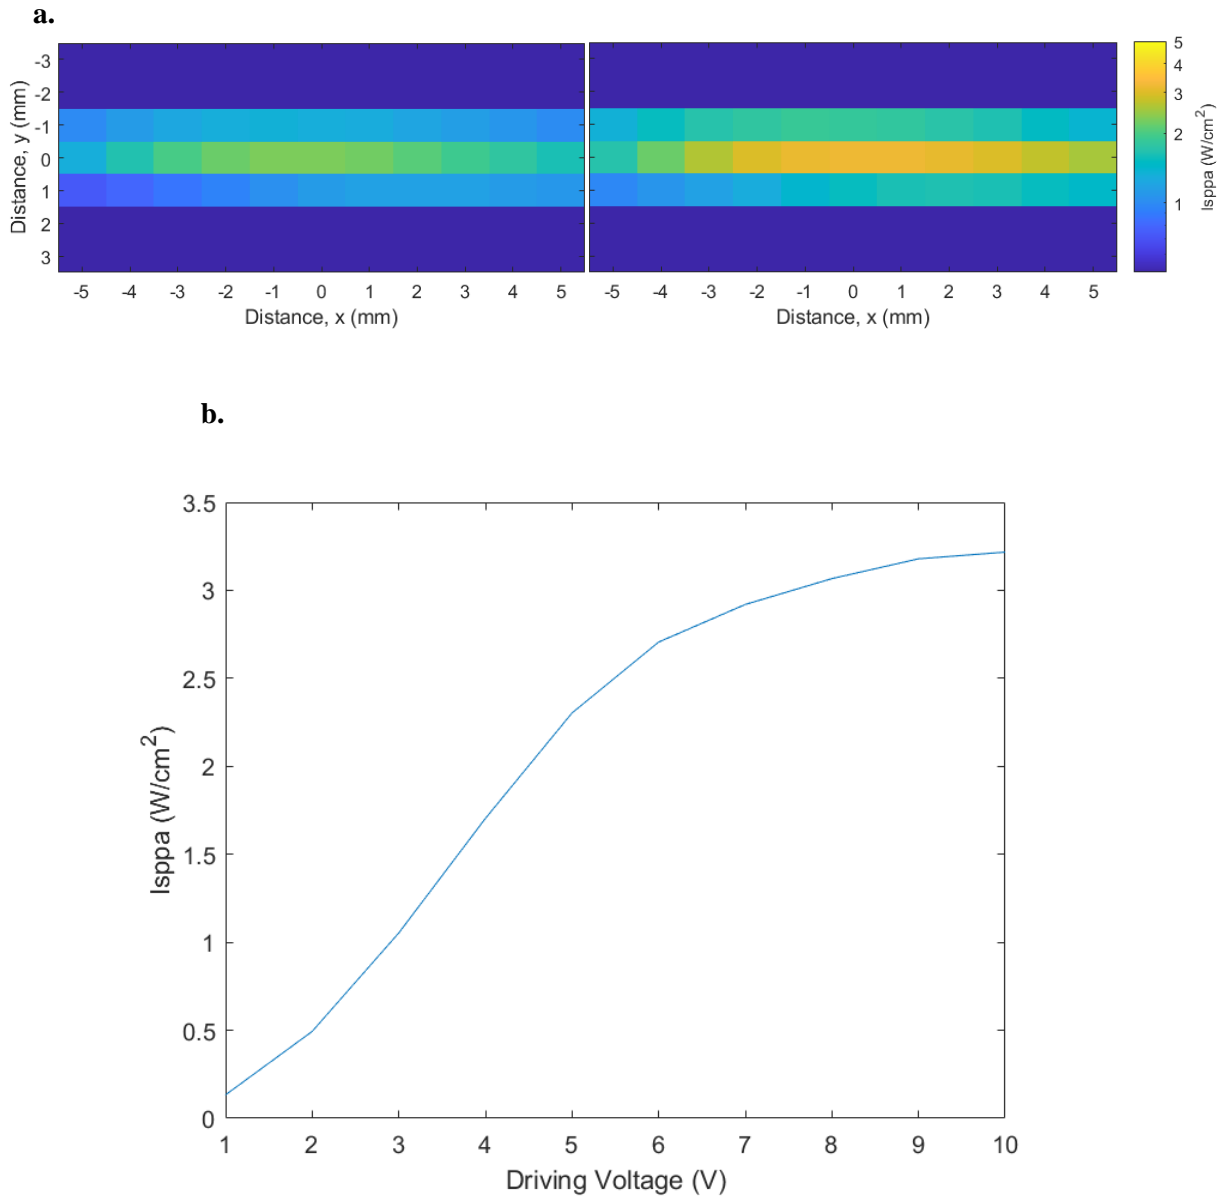 a.
-3
-2
-1
0
1
2
3
Distance, y (mm)
-5 -4 -3 -2 -1 0 1 2 3 4 5
Distance, x (mm)
-5 -4 -3 -2 -1 0 1 2 3 4 5
Distance, x (mm)
5
4
3
2
1
Isppa (W/cm²)
b.
3.5
3
2.5
2
1.5
1
0.5
0
Isppa (W/cm²)
1 2 3 4 5 6 7 8 9 10
Driving Voltage (V)